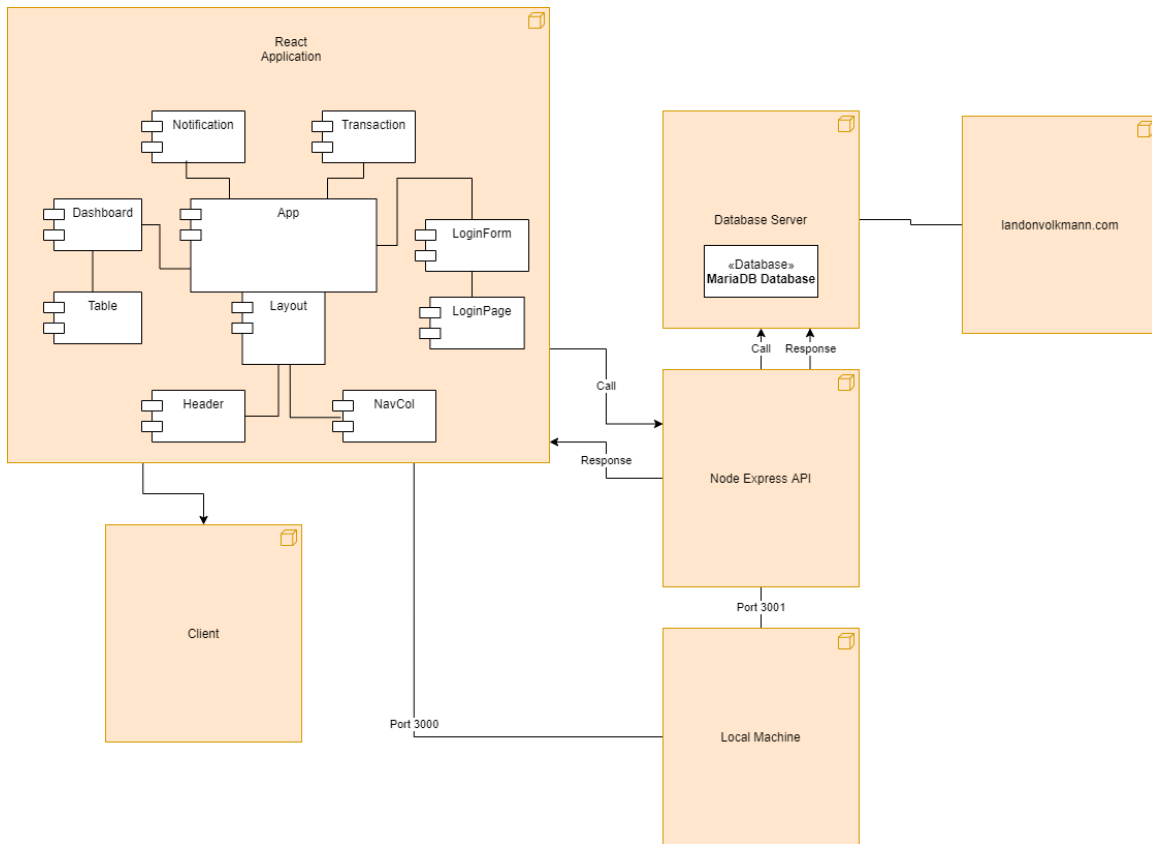 React
Application
Notification
Transaction
Dashboard
App
LoginForm
Table
Layout
LoginPage
Header
NavCol
Database Server
«Database»
MariaDB Database
landonvolkmann.com
Call
Response
Call
Response
Node Express API
Client
Port 3001
Port 3000
Local Machine